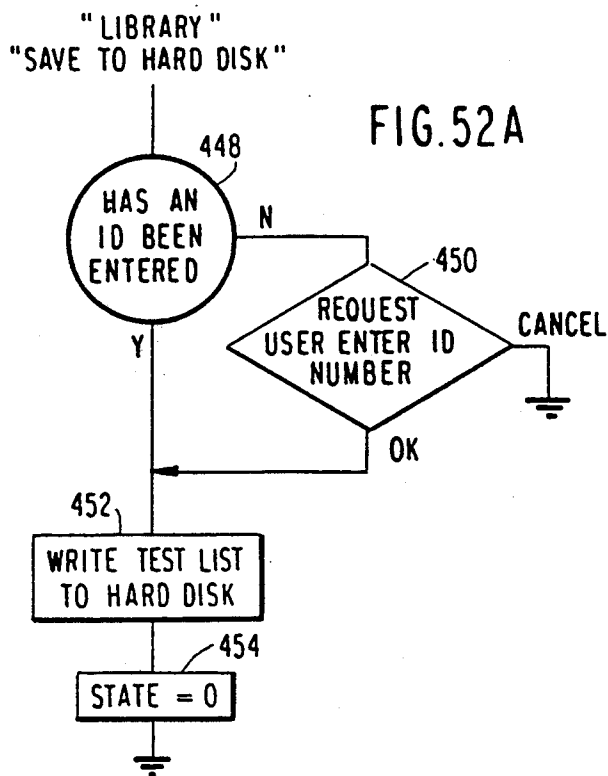 "LIBRARY"
"SAVE TO HARD DISK"
FIG.52A
448
HAS AN
ID BEEN
ENTERED
N
450
REQUEST
USER ENTER ID
NUMBER
CANCEL
Y
OK
452
WRITE TEST LIST
TO HARD DISK
454
STATE = 0